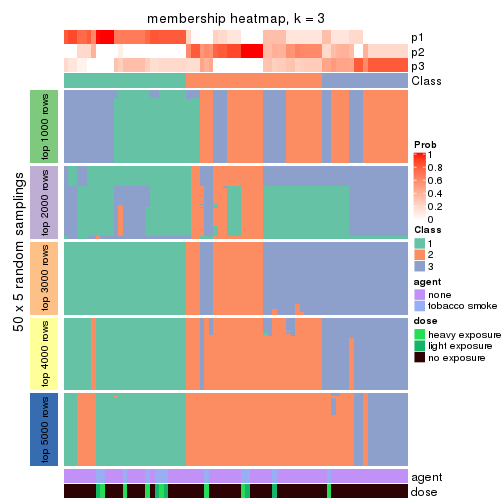 membership heatmap, k = 3
p1
p2
p3
Class
50 x 5 random samplings
top 1000 rows
top 2000 rows
top 3000 rows
top 4000 rows
top 5000 rows
agent
dose
Prob
1
0.8
0.6
0.4
0.2
0
Class
1
2
3
agent
none
tobacco smoke
dose
heavy exposure
light exposure
no exposure